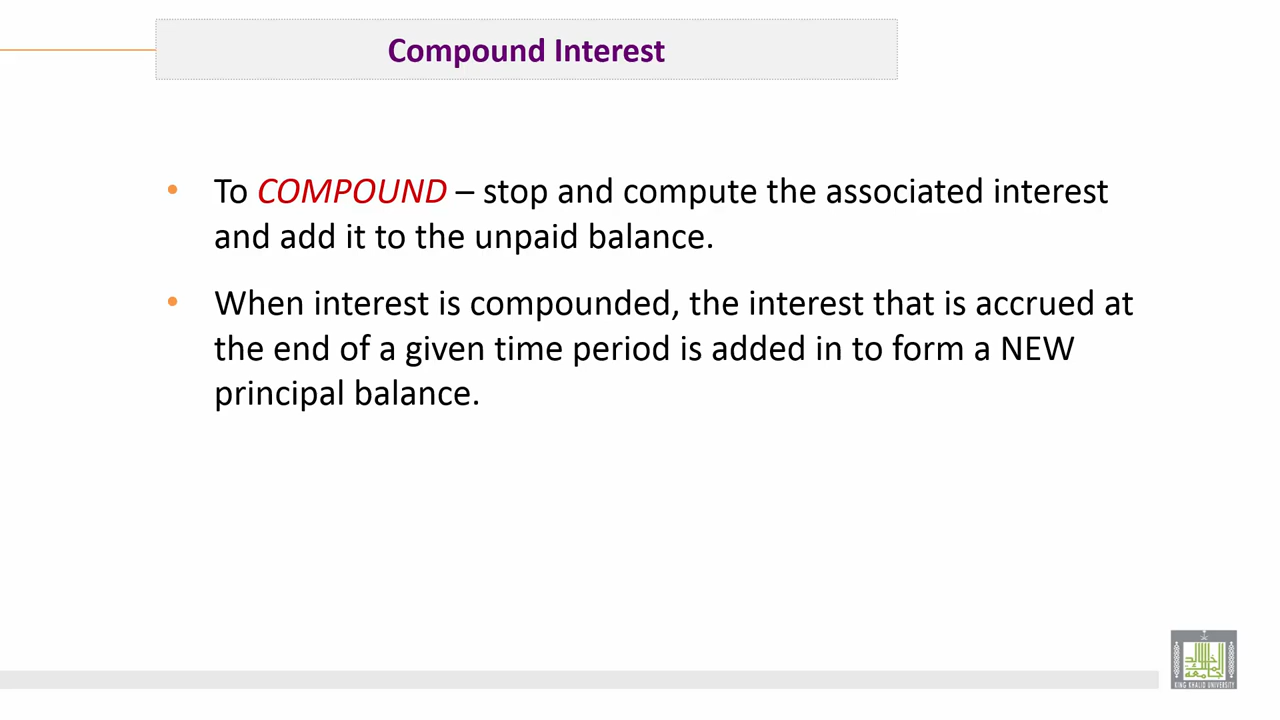 Compound Interest
• To COMPOUND – stop and compute the associated interest
and add it to the unpaid balance.
• When interest is compounded, the interest that is accrued at
the end of a given time period is added in to form a NEW
principal balance.
KING KHALID UNIVERSITY